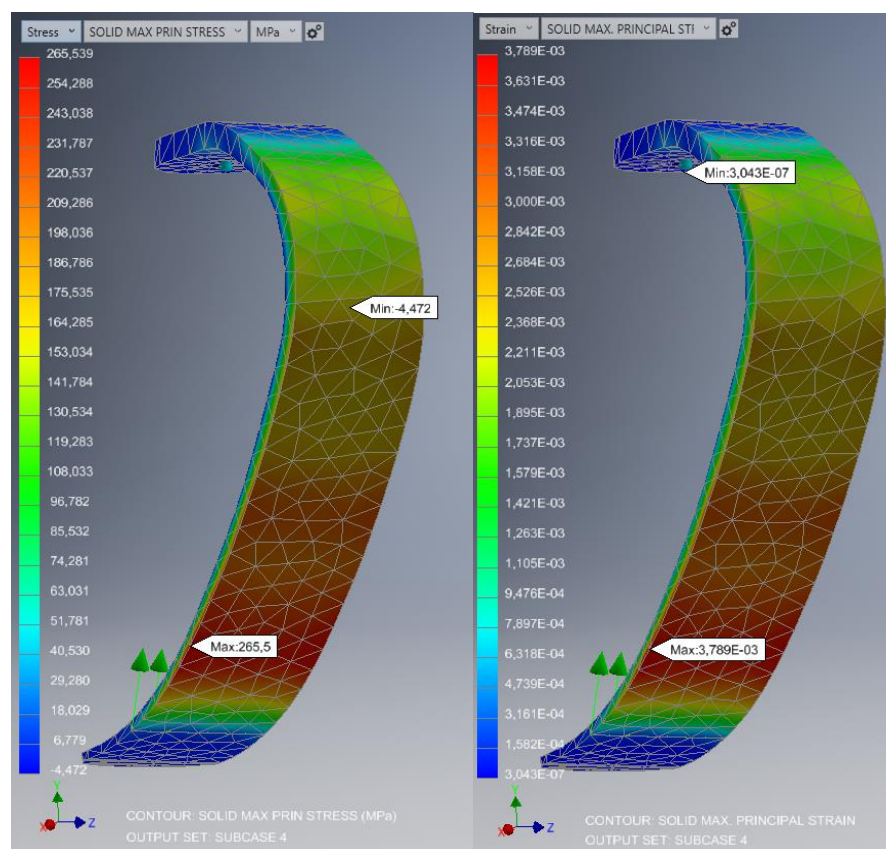 Stress SOLID MAX PRIN STRESS MPa
265,539
254,288
243,038
231,787
220,537
209,286
198,036
186,786
175,535
164,285
153,034
141,784
130,534
119,283
108,033
96,782
85,532
74,281
63,031
51,781
40,530
29,280
18,029
6,779
-4,472
Min:-4,472
Max:265,5
Y
X
Z
CONTOUR: SOLID MAX PRIN STRESS (MPa)
OUTPUT SET: SUBCASE 4
Strain SOLID MAX. PRINCIPAL STI
3,789E-03
3,631E-03
3,474E-03
3,316E-03
3,158E-03
3,000E-03
2,842E-03
2,684E-03
2,526E-03
2,368E-03
2,211E-03
2,053E-03
1,895E-03
1,737E-03
1,579E-03
1,421E-03
1,263E-03
1,105E-03
9,476E-04
7,897E-04
6,318E-04
4,739E-04
3,161E-04
1,582E-04
3,043E-07
Min:3,043E-07
Max:3,789E-03
Y
X
Z
CONTOUR: SOLID MAX. PRINCIPAL STRAIN
OUTPUT SET: SUBCASE 4